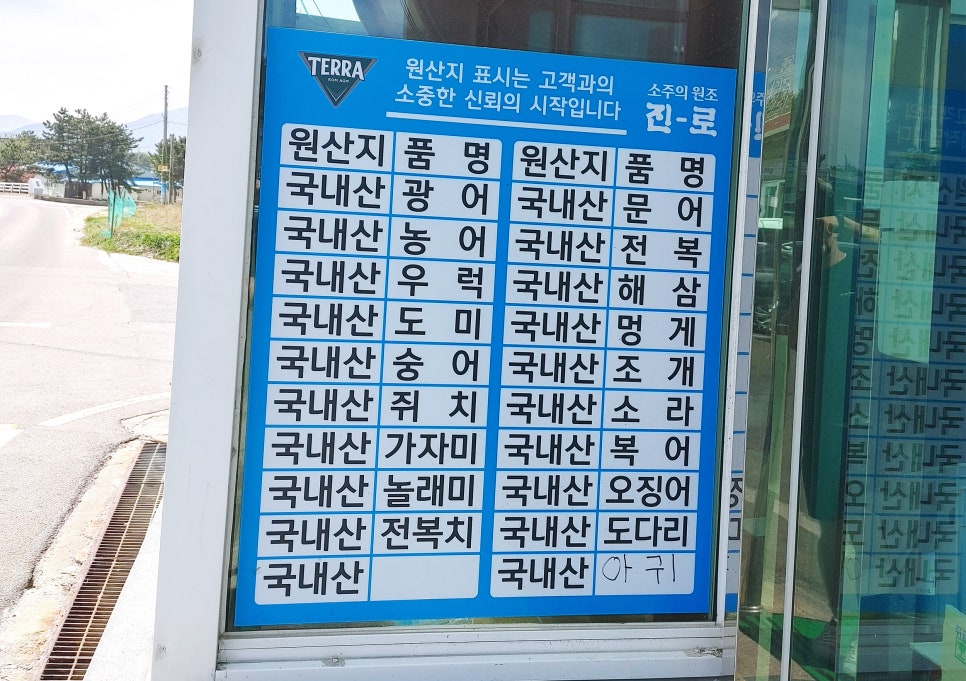 TERRA
원산지 표시는 고객과의
소중한 신뢰의 시작입니다
소주의 원조
진-로
원산지 품 명 원산지 품 명
국내산 광 어 국내산 문 어
국내산 농 어 국내산 전 복
국내산 우 럭 국내산 해 삼
국내산 도 미 국내산 멍 게
국내산 숭 어 국내산 조 개
국내산 쥐 치 국내산 소 라
국내산 가자미 국내산 복 어
국내산 놀래미 국내산 오징어
국내산 전복치 국내산 도다리
국내산 국내산 아귀